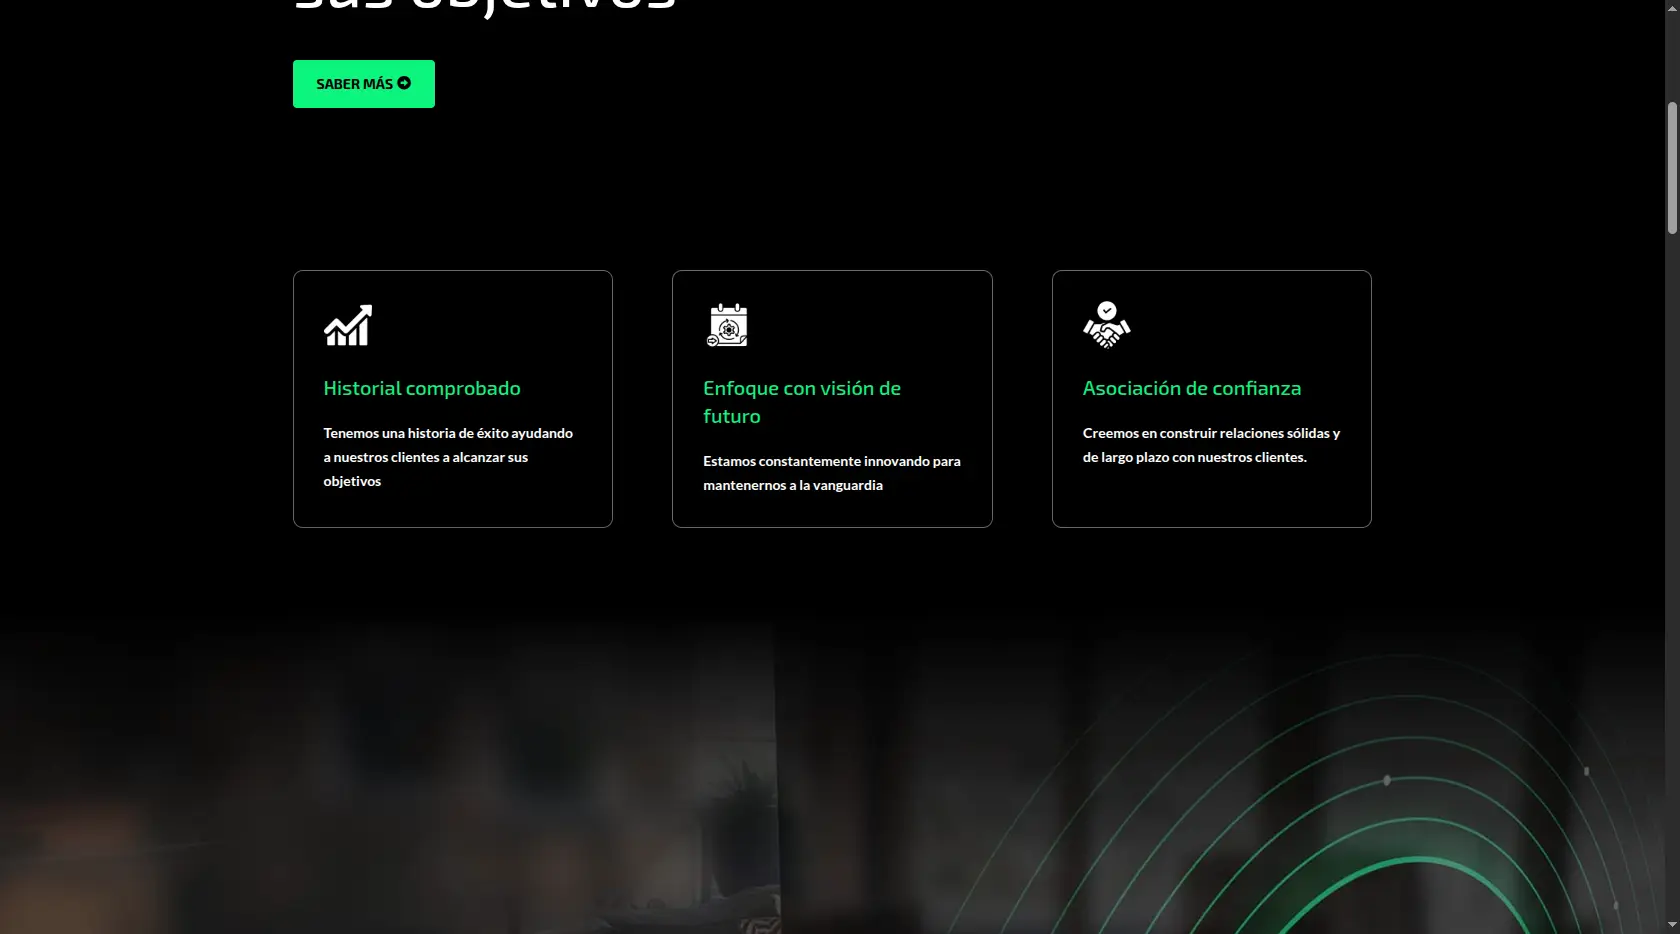 sus objetivos
SABER MÁS
Historial comprobado
Tenemos una historia de éxito ayudando
a nuestros clientes a alcanzar sus
objetivos
Enfoque con visión de
futuro
Estamos constantemente innovando para
mantenernos a la vanguardia
Asociación de confianza
Creemos en construir relaciones sólidas y
de largo plazo con nuestros clientes.